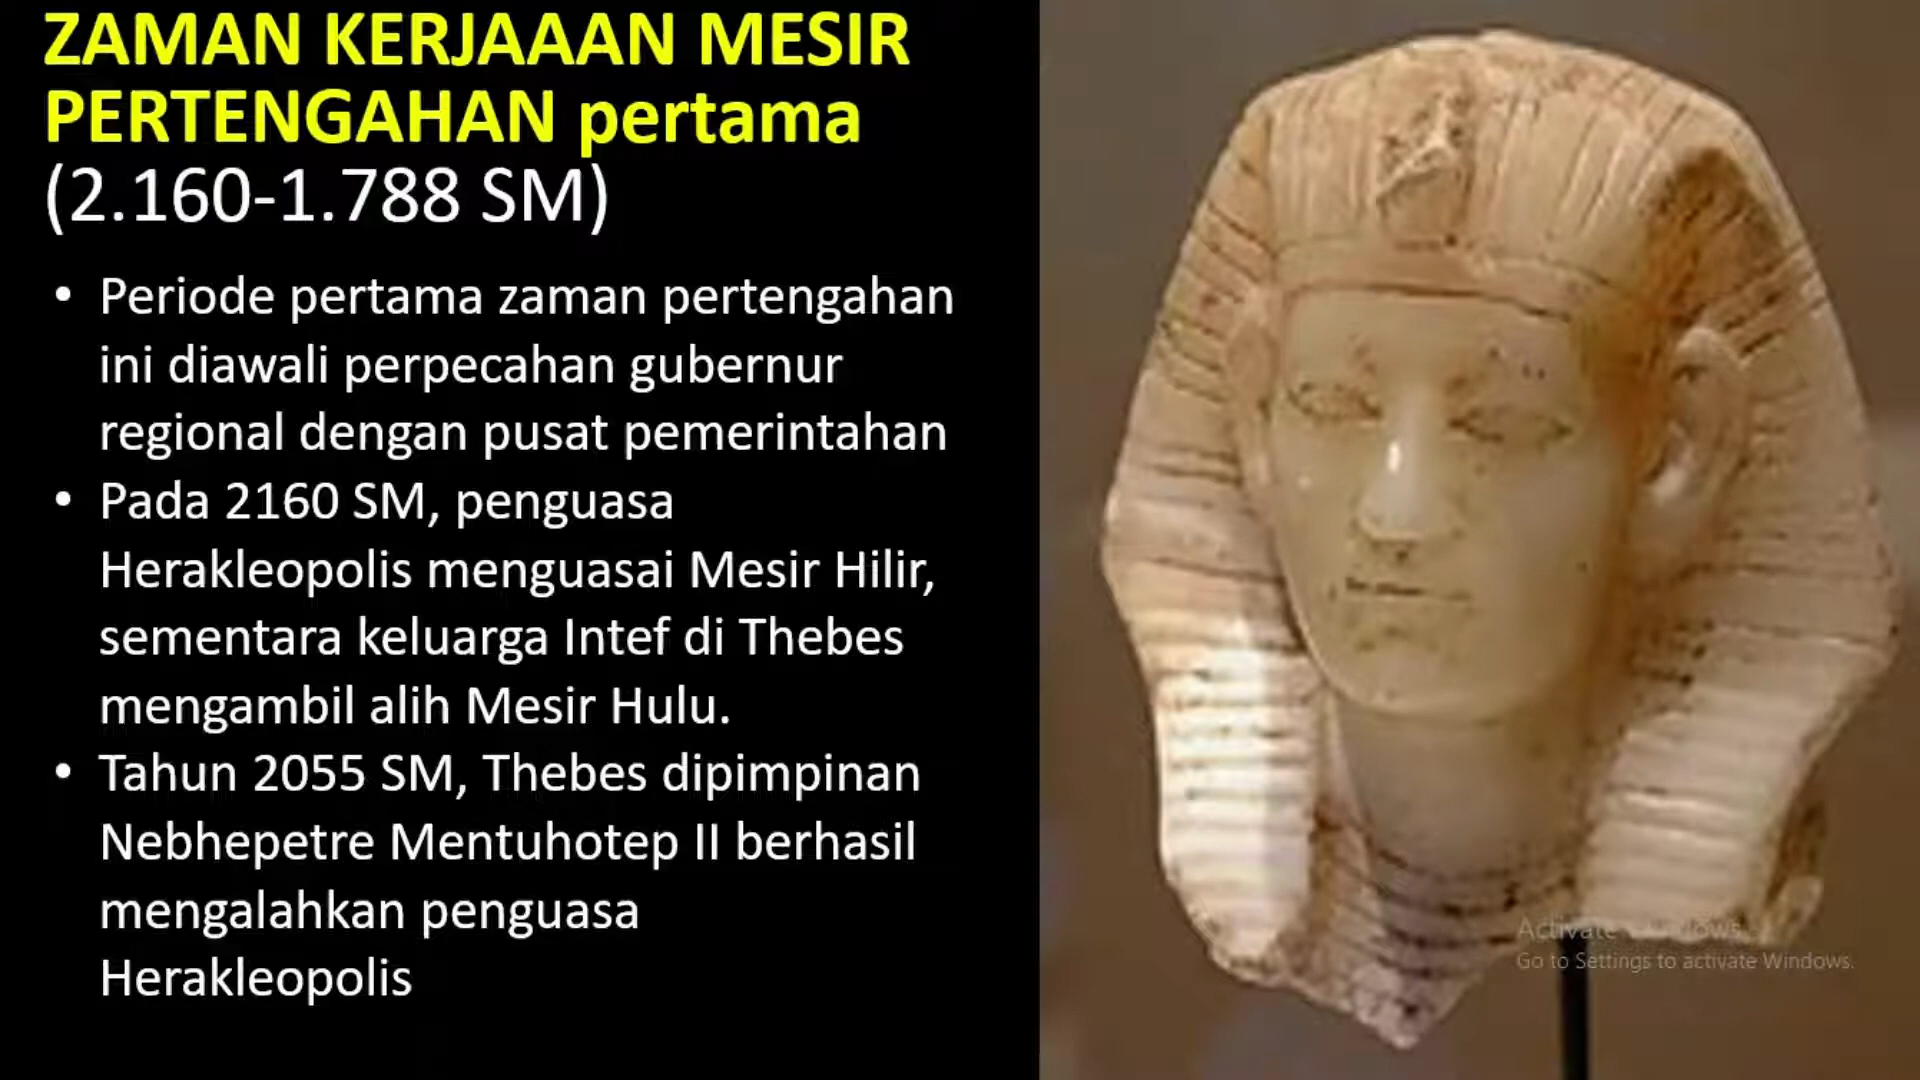 ZAMAN KERJAAAN MESIR
PERTENGAHAN pertama
(2.160-1.788 SM)
• Periode pertama zaman pertengahan
ini diawali perpecahan gubernur
regional dengan pusat pemerintahan
• Pada 2160 SM, penguasa
Herakleopolis menguasai Mesir Hilir,
sementara keluarga Intef di Thebes
mengambil alih Mesir Hulu.
• Tahun 2055 SM, Thebes dipimpinan
Nebhepetre Mentuhotep II berhasil
mengalahkan penguasa
Herakleopolis
Activate Windows
Go to Settings to activate Windows.